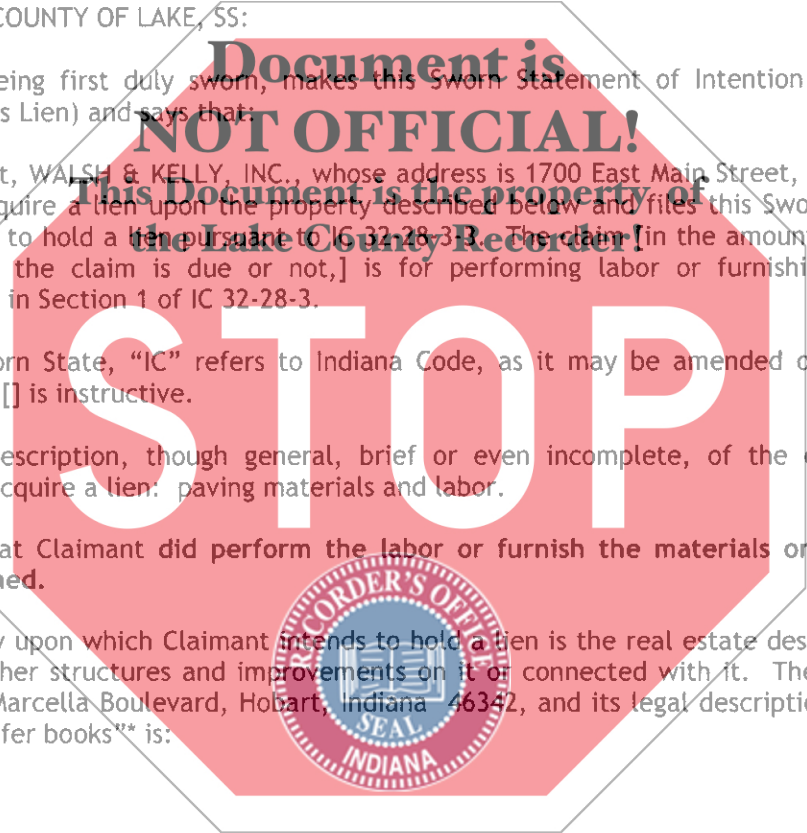 COUNTY OF LAKE, SS:
Document is
eing first duly sworn, makes this Sworn Statement of Intention
s Lien) and says that:
NOT OFFICIAL!
t, WALSH & KELLY, INC., whose address is 1700 East Main Street,
This Document is the property of
quire a lien upon the property described below and files this Swo
the Lake County Recorder!
to hold a lien pursuant to IC 32-28-3-3. The claim [in the amoun
the claim is due or not,] is for performing labor or furnishi
in Section 1 of IC 32-28-3.
orn State, “IC” refers to Indiana Code, as it may be amended o
[] is instructive.
STOP
escription, though general, brief or even incomplete, of the
cquire a lien: paving materials and labor.
at Claimant did perform the labor or furnish the materials or
ned.
RECORDER'S OFFICE
y upon which Claimant intends to hold a lien is the real estate des
her structures and improvements on it or connected with it. The
Marcella Boulevard, Hobart, Indiana 46342, and its legal descripti
fer books”* is:
SEAL
INDIANA